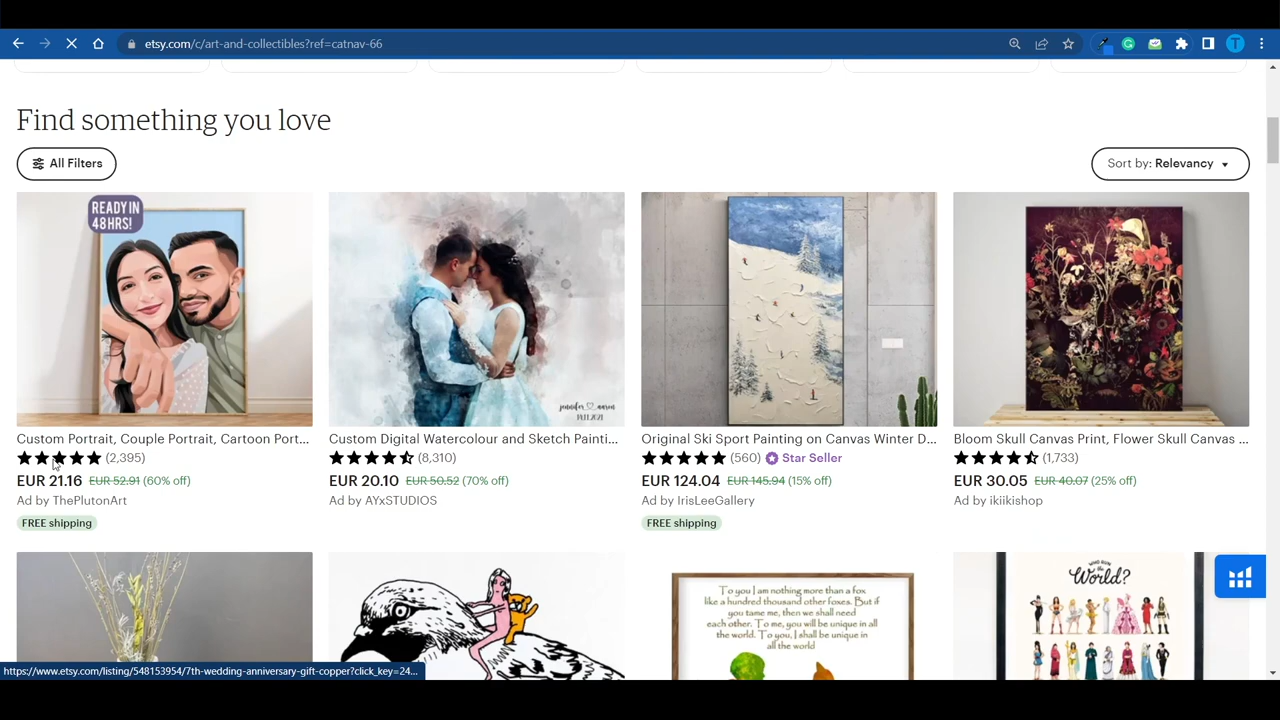 etsy.com/c/art-and-collectibles?ref=catnav-66
Find something you love
All Filters
Sort by: Relevancy
READY IN
48HRS!
jennifer aaron
Custom Portrait, Couple Portrait, Cartoon Port...
(2,395)
EUR 21.16 EUR 52.91 (60% off)
Ad by ThePlutonArt
FREE shipping
Custom Digital Watercolour and Sketch Painti...
(8,310)
EUR 20.10 EUR 50.52 (70% off)
Ad by AYxSTUDIOS
Original Ski Sport Painting on Canvas Winter D...
(560) Star Seller
EUR 124.04 EUR 145.94 (15% off)
Ad by IrisLeeGallery
FREE shipping
Bloom Skull Canvas Print, Flower Skull Canvas ...
(1,733)
EUR 30.05 EUR 40.07 (25% off)
Ad by ikiikishop
To you I am nothing more than a fox
like a hundred thousand other foxes. But if
you tame me, then we shall need
each other. To me, you will be unique in all
the world. To you, I shall be unique in
all the world
WHO RUN
the World?
https://www.etsy.com/listing/548153954/7th-wedding-anniversary-gift-copper?click_key=24...
T